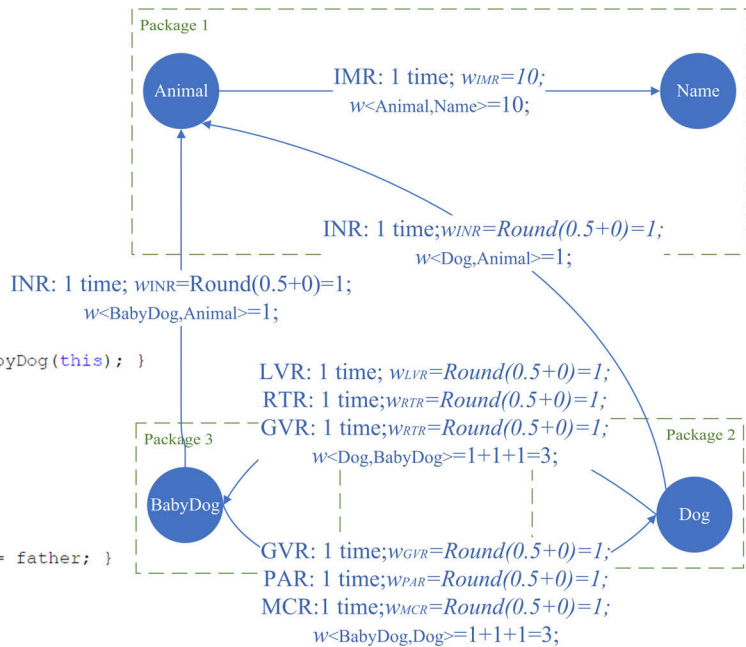 Package 1
Animal
IMR: 1 time; wIMR=10;
w<Animal,Name>=10;
Name
INR: 1 time;wINR=Round(0.5+0)=1;
w<Dog,Animal>=1;
INR: 1 time; wINR=Round(0.5+0)=1;
w<BabyDog,Animal>=1;
byDog(this); }
LVR: 1 time; wLVR=Round(0.5+0)=1;
RTR: 1 time;wRTR=Round(0.5+0)=1;
GVR: 1 time;wRTR=Round(0.5+0)=1;
w<Dog,BabyDog>=1+1+1=3;
Package 3
Package 2
BabyDog
Dog
= father; }
GVR: 1 time;wGVR=Round(0.5+0)=1;
PAR: 1 time;wPAR=Round(0.5+0)=1;
MCR:1 time;wMCR=Round(0.5+0)=1;
w<BabyDog,Dog>=1+1+1=3;